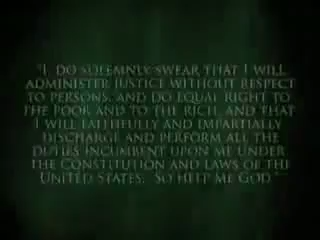 "I, DO SOLEMNLY SWEAR THAT I WILL
ADMINISTER JUSTICE WITHOUT RESPECT
TO PERSONS, AND DO EQUAL RIGHT TO
THE POOR AND TO THE RICH, AND THAT
I WILL FAITHFULLY AND IMPARTIALLY
DISCHARGE AND PERFORM ALL THE
DUTIES INCUMBENT UPON ME UNDER
THE CONSTITUTION AND LAWS OF THE
UNITED STATES. SO HELP ME GOD."